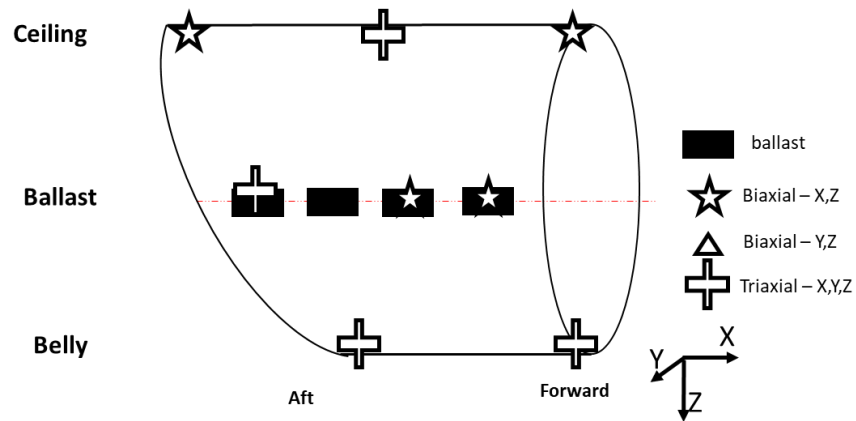 Ceiling
Ballast
Belly
Aft
Forward
ballast
Biaxial – X,Z
Biaxial – Y,Z
Triaxial – X,Y,Z
X
Y
Z